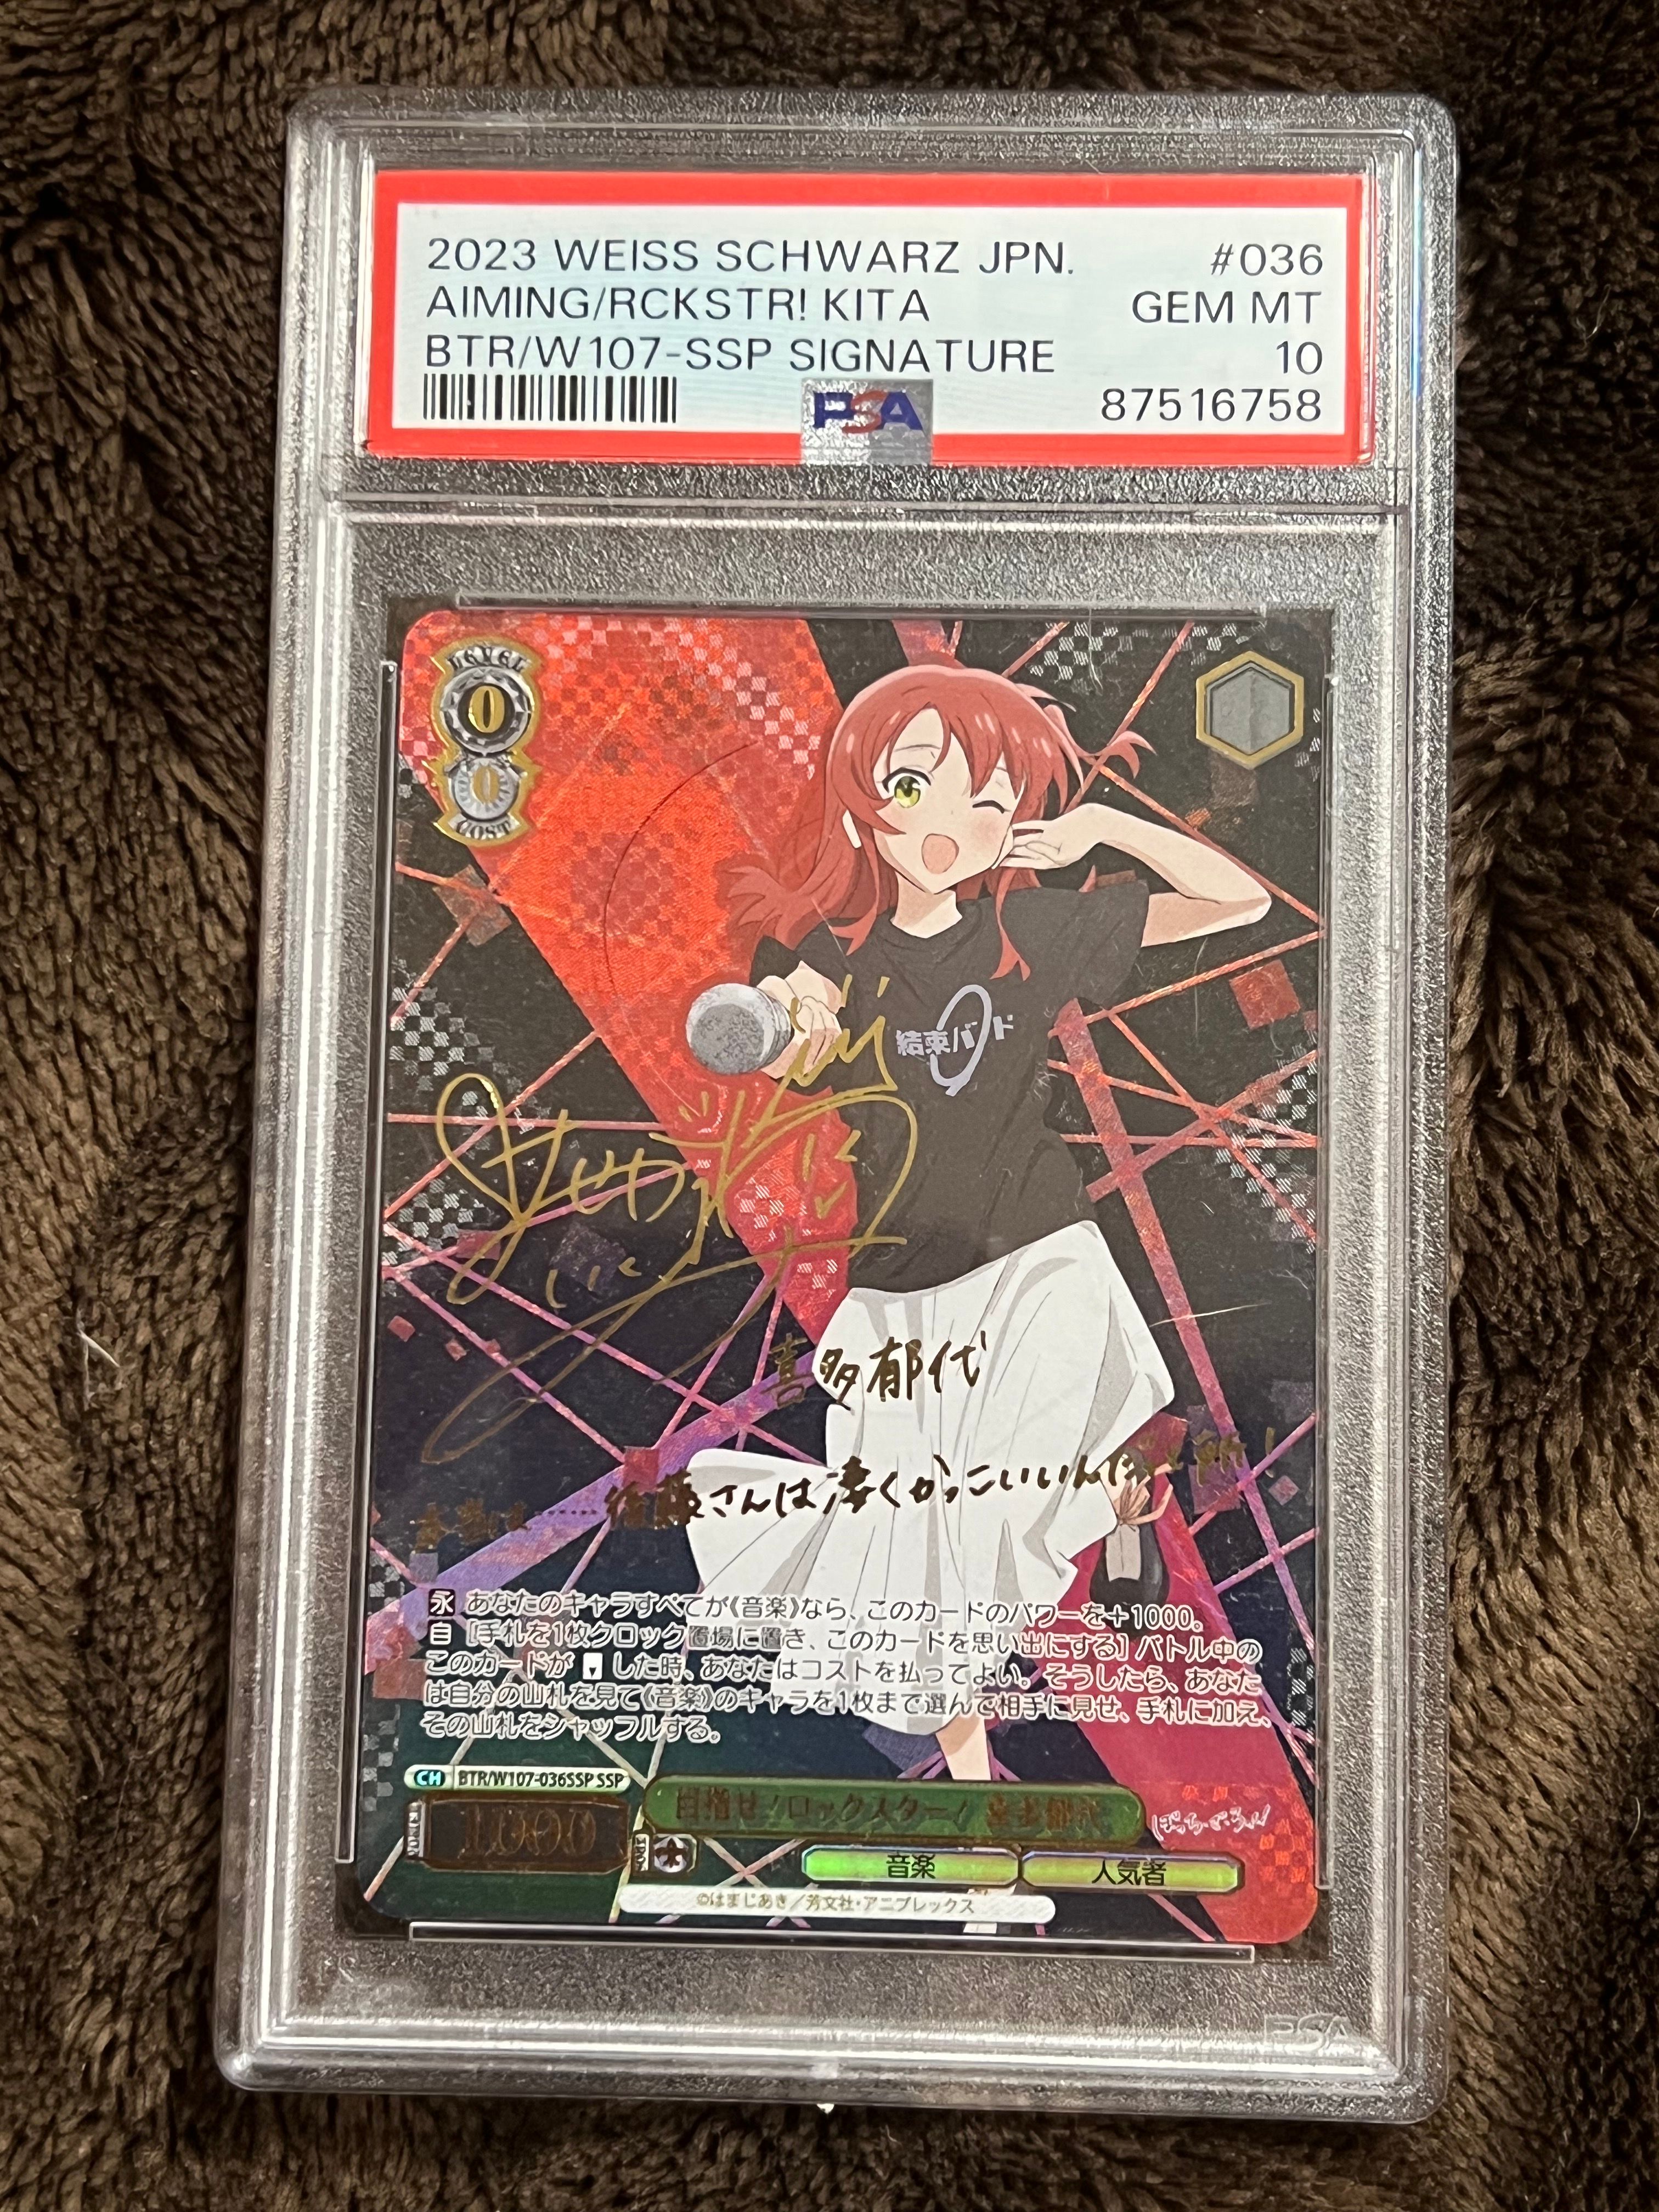 2023 WEISS SCHWARZ JPN. #036
AIMING/RCKSTR! KITA GEM MT
BTR/W107-SSP SIGNATURE 10
PSA 87516758
LEVEL
0
0
COST
結束バンド
喜多郁代
本当は……後藤さんは凄くかっこいいんだって所!
永 あなたのキャラすべてが《音楽》なら、このカードのパワーを+1000。
自 [手札を1枚クロック置場に置き、このカードを思い出にする] バトル中の
このカードが した時、あなたはコストを払ってよい。そうしたら、あなた
は自分の山札を見て《音楽》のキャラを1枚まで選んで相手に見せ、手札に加え、
その山札をシャッフルする。
CH BTR/W107-036SSP SSP
1000
目指せ!ロックスター! 喜多郁代
ぼっち・ざ・ろっく!
音楽 人気者
©はまじあき/芳文社・アニプレックス
PSA